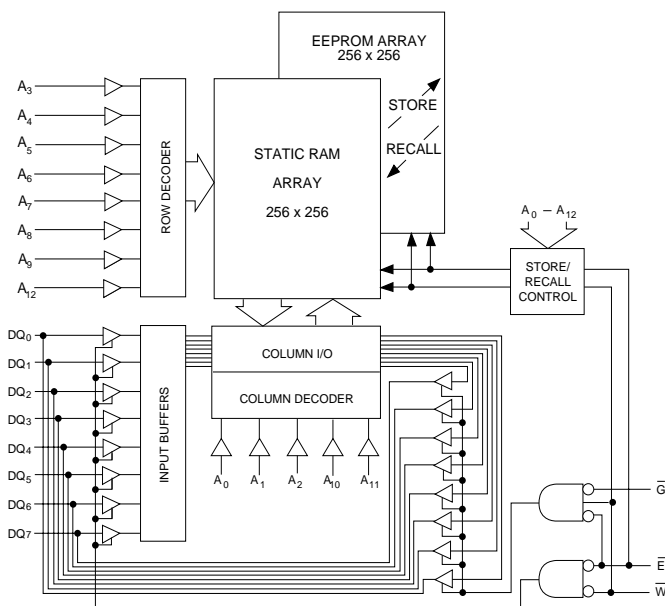 EEPROM ARRAY
256 x 256
STORE
RECALL
STATIC RAM
ARRAY
256 x 256
A3
A4
A5
A6
A7
A8
A9
A12
ROW DECODER
A0 – A12
STORE/
RECALL
CONTROL
DQ0
DQ1
DQ2
DQ3
DQ4
DQ5
DQ6
DQ7
INPUT BUFFERS
COLUMN I/O
COLUMN DECODER
A0
A1
A2
A10
A11
G̅
E̅
W̅